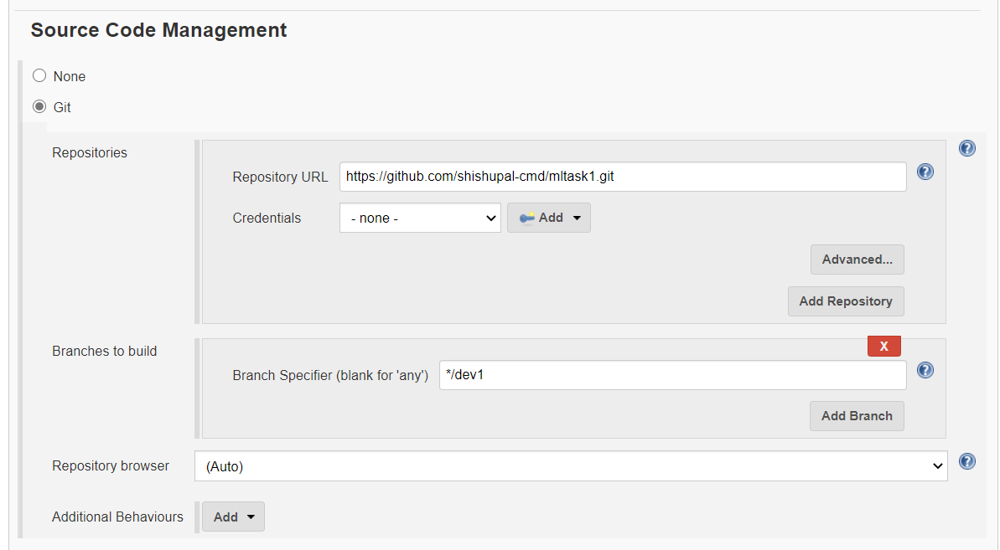 Source Code Management
None
Git
Repositories
Repository URL https://github.com/shishupal-cmd/mltask1.git
Credentials - none - Add
Advanced...
Add Repository
Branches to build
X
Branch Specifier (blank for 'any') */dev1
Add Branch
Repository browser (Auto)
Additional Behaviours Add